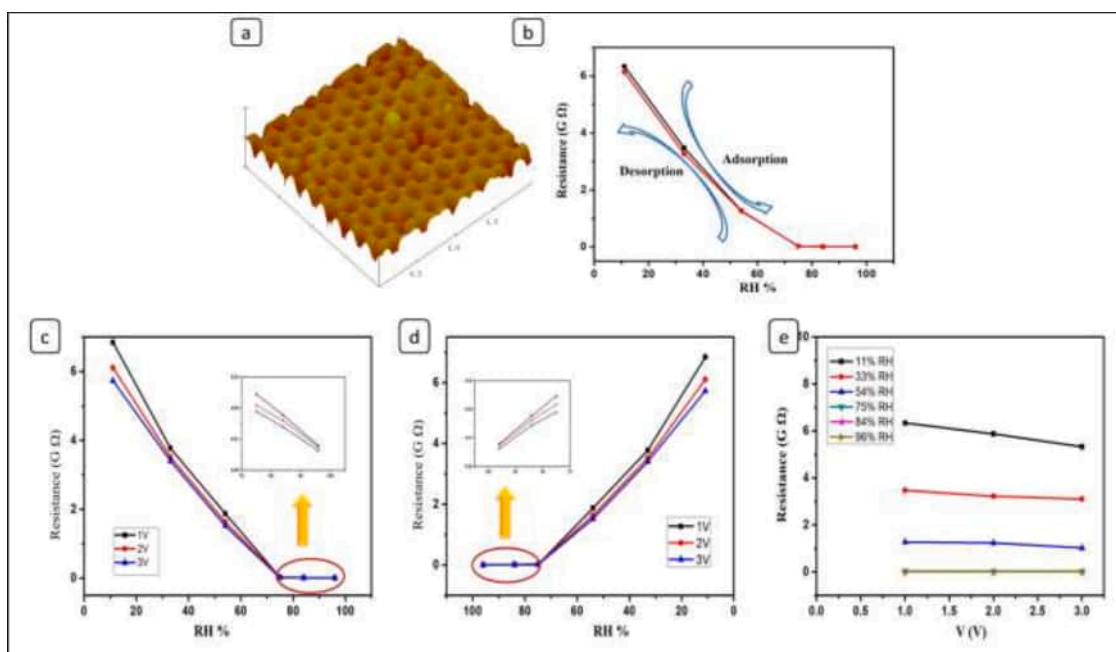 a
b
Resistance (G Ω)
6
4
2
0
Desorption
Adsorption
0 20 40 60 80 100
RH %
c
Resistance (G Ω)
6
4
2
0
1V
2V
3V
0 20 40 60 80 100
RH %
d
Resistance (G Ω)
6
4
2
0
1V
2V
3V
100 80 60 40 20 0
RH %
e
Resistance (G Ω)
10
8
6
4
2
0
11% RH
33% RH
54% RH
75% RH
84% RH
96% RH
0.0 0.5 1.0 1.5 2.0 2.5 3.0
V (V)